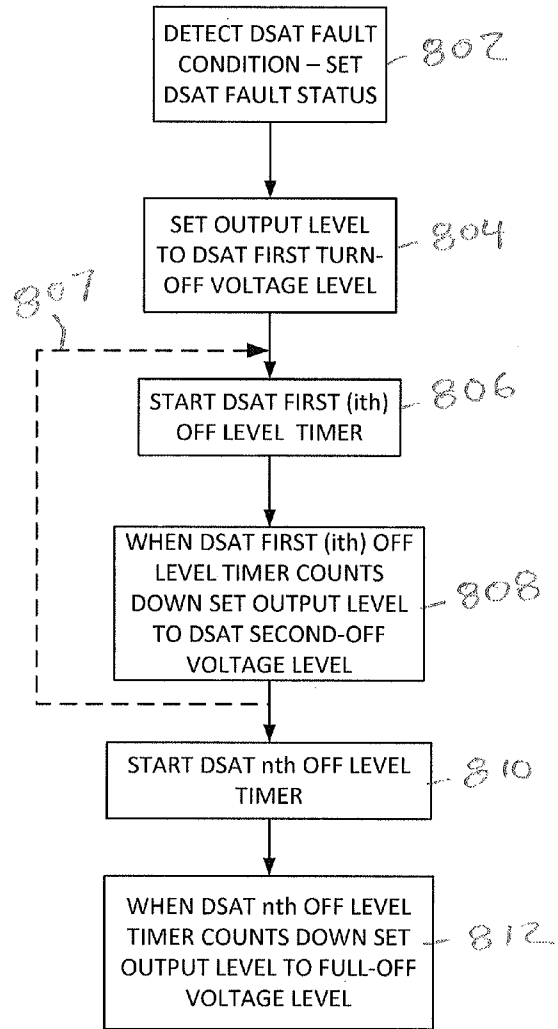 DETECT DSAT FAULT
CONDITION – SET
DSAT FAULT STATUS
802
SET OUTPUT LEVEL
TO DSAT FIRST TURN-
OFF VOLTAGE LEVEL
804
807
START DSAT FIRST (ith)
OFF LEVEL TIMER
806
WHEN DSAT FIRST (ith) OFF
LEVEL TIMER COUNTS
DOWN SET OUTPUT LEVEL
TO DSAT SECOND-OFF
VOLTAGE LEVEL
808
START DSAT nth OFF LEVEL
TIMER
810
WHEN DSAT nth OFF LEVEL
TIMER COUNTS DOWN SET
OUTPUT LEVEL TO FULL-OFF
VOLTAGE LEVEL
812